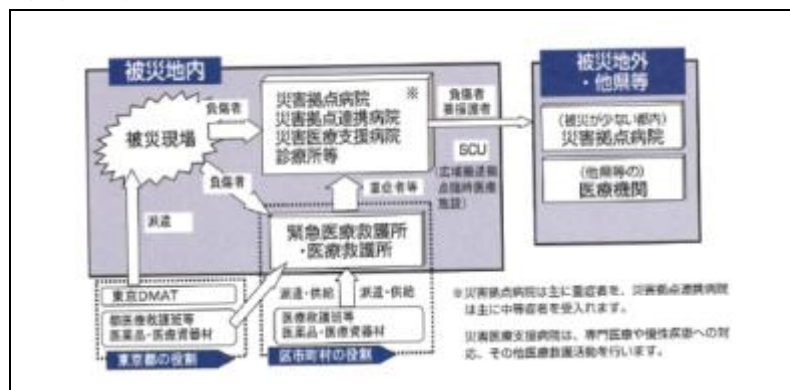 被災地内
被災地外
・他県等
被災現場
負傷者
負傷者
災害拠点病院
※
災害拠点連携病院
災害医療支援病院
診療所等
負傷者
要援護者
SCU
(広域搬送拠
点臨時医療
施設)
(被災が少ない都内)
災害拠点病院
(他県等の)
医療機関
重症者等
派遣
緊急医療救護所
・医療救護所
東京DMAT
都医療救護班等
医薬品・医療資器材
東京都の役割
派遣・供給
派遣・供給
医療救護班等
医薬品・医療資器材
区市町村の役割
※災害拠点病院は主に重症者を、災害拠点連携病院
は主に中等症者を受入れます。
災害医療支援病院は、専門医療や慢性疾患への対
応、その他医療救護活動を行います。